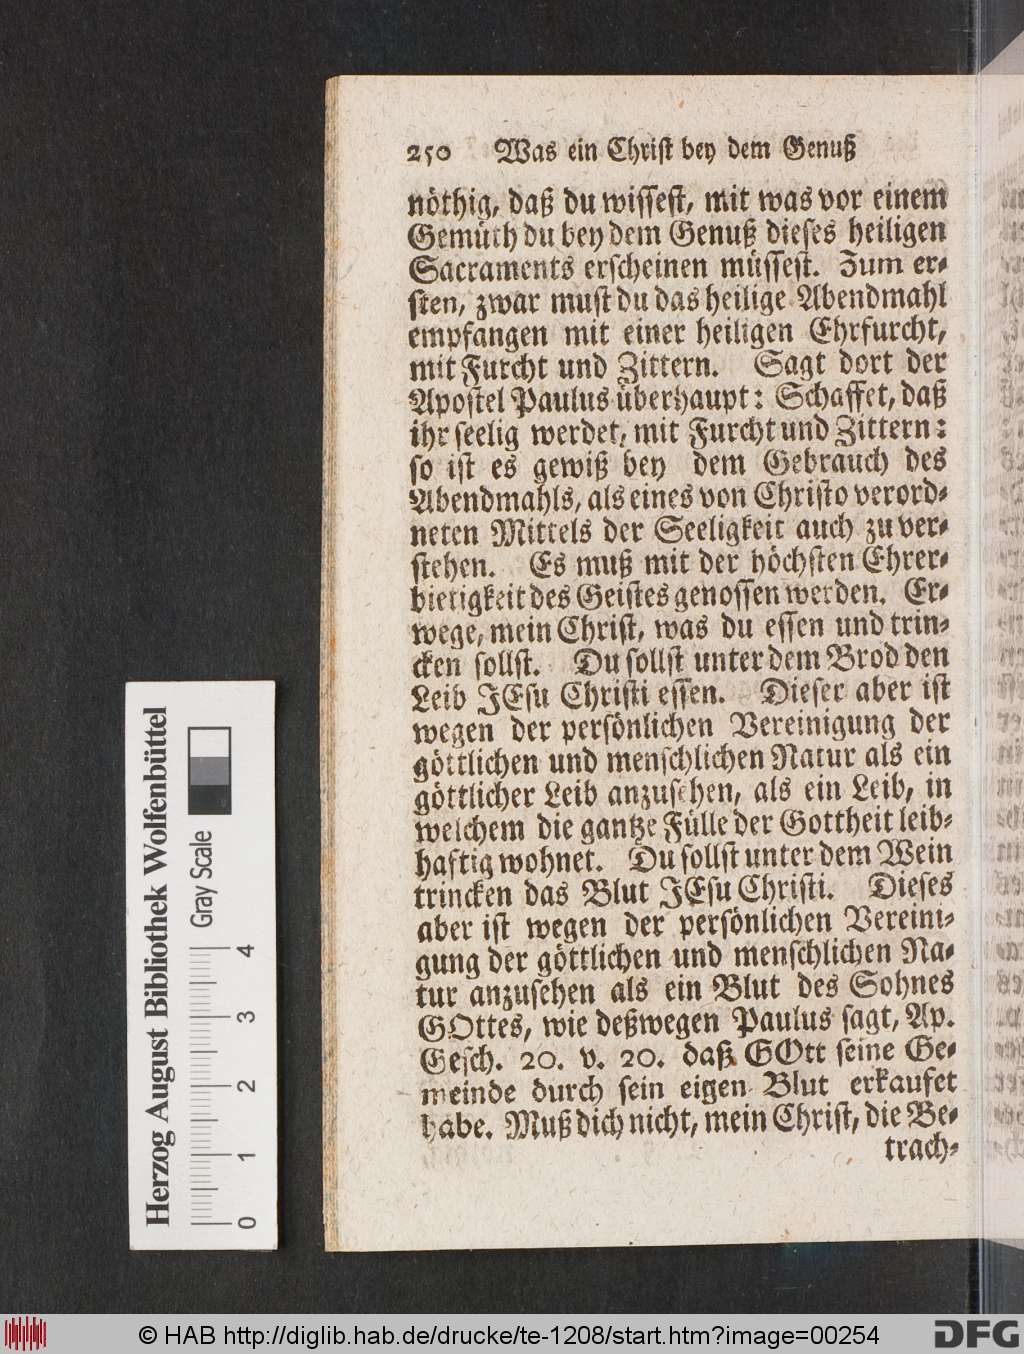 250 Was ein Christ bey dem Genuß
nöthig, daß du wissest, mit was vor einem
Gemüth du bey dem Genuß dieses heiligen
Sacraments erscheinen müssest. Zum er-
sten, zwar must du das heilige Abendmahl
empfangen mit einer heiligen Ehrfurcht,
mit Furcht und Zittern. Sagt dort der
Apostel Paulus überhaupt: Schaffet, daß
ihr seelig werdet, mit Furcht und Zittern:
so ist es gewiß bey dem Gebrauch des
Abendmahls, als eines von Christo verord-
neten Mittels der Seeligkeit auch zu ver-
stehen. Es muß mit der höchsten Ehrer-
bietigkeit des Geistes genossen werden. Er-
wege, mein Christ, was du essen und trin-
cken sollst. Du sollst unter dem Brod den
Leib JEsu Christi essen. Dieser aber ist
wegen der persönlichen Vereinigung der
göttlichen und menschlichen Natur als ein
göttlicher Leib anzusehen, als ein Leib, in
welchem die gantze Fülle der Gottheit leib-
haftig wohnet. Du sollst unter dem Wein
trincken das Blut JEsu Christi. Dieses
aber ist wegen der persönlichen Vereini-
gung der göttlichen und menschlichen Na-
tur anzusehen als ein Blut des Sohnes
GOttes, wie deßwegen Paulus sagt, Ap.
Gesch. 20. v. 20. daß GOtt seine Ge-
meinde durch sein eigen Blut erkaufet
habe. Muß dich nicht, mein Christ, die Be-
trach-
Herzog August Bibliothek Wolfenbüttel
Gray Scale
0 1 2 3 4
© HAB http://diglib.hab.de/drucke/te-1208/start.htm?image=00254
DFG